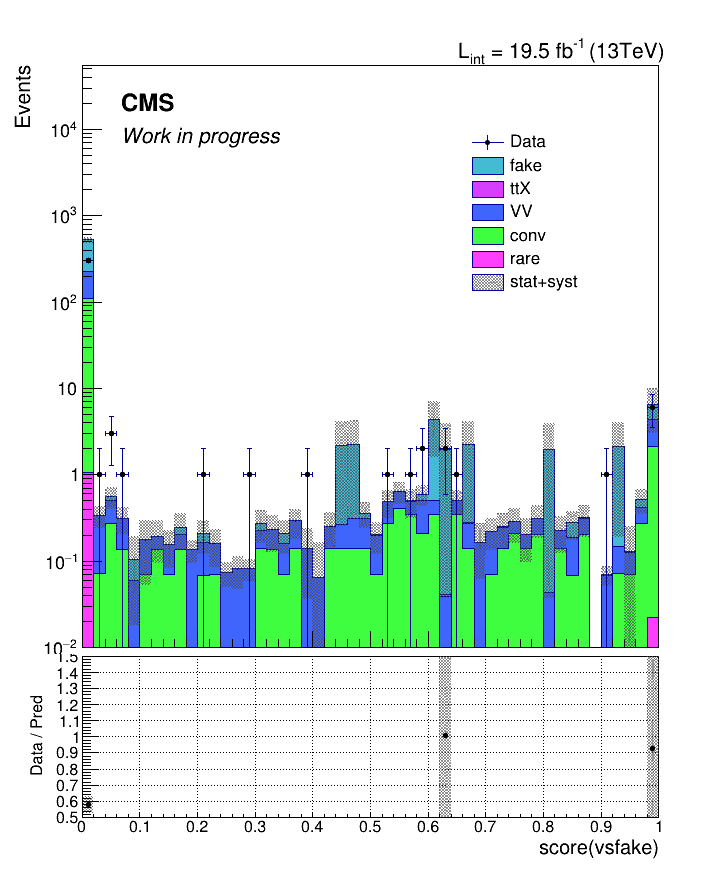 L_int = 19.5 fb^-1 (13TeV)
Events
CMS
Work in progress
Data
fake
ttX
VV
conv
rare
stat+syst
10^4
10^3
10^2
10
1
10^-1
10^-2
Data / Pred
1.5
1.4
1.3
1.2
1.1
1
0.9
0.8
0.7
0.6
0.5
0 0.1 0.2 0.3 0.4 0.5 0.6 0.7 0.8 0.9 1
score(vsfake)